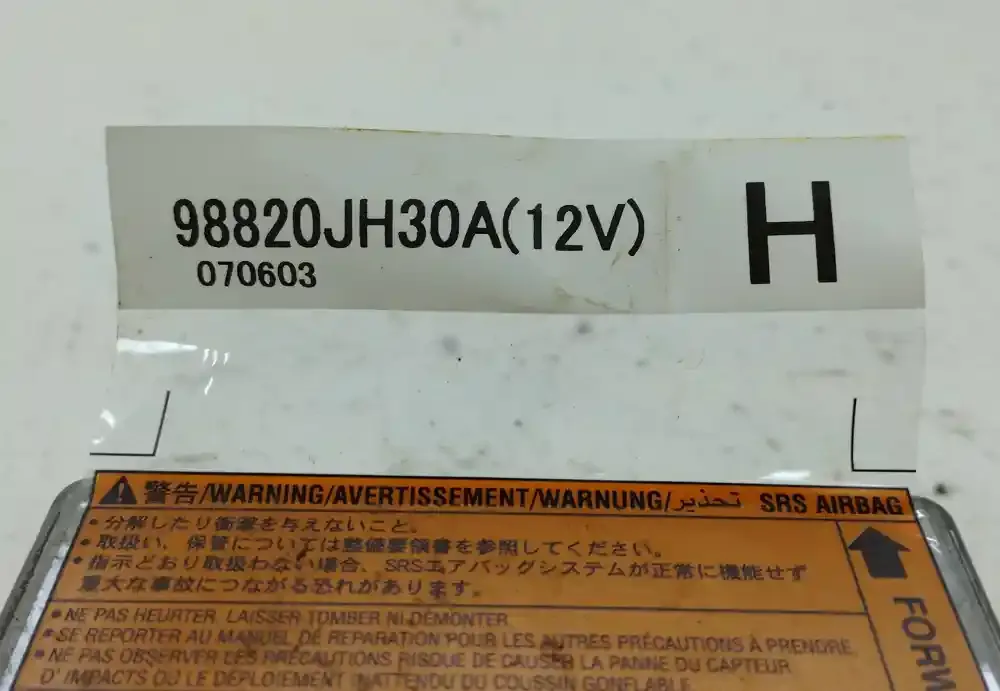 98820JH30A(12V)
H
070603
警告/WARNING/AVERTISSEMENT/WARNUNG/تحذير SRS AIRBAG
•分解したり衝撃を与えないこと。
•取扱い、保管については整備要領書を参照してください。
•指示どおり取扱わない場合、SRSエアバッグシステムが正常に機能せず
重大な事故につながる恐れがあります。
•NE PAS HEURTER, LAISSER TOMBER NI DÉMONTER
•SE REPORTER AU MANUEL DE REPARATION POUR LES AUTRES PRÉCAUTIONS À PRENDRE
•NE PAS OBSERVER LES PRÉCAUTIONS RISQUE DE CAUSER LA PANNE DU CAPTEUR
D'IMPACTS OU LE DÉPLOIEMENT INATTENDU DU COUSSIN GONFLABLE
FORW